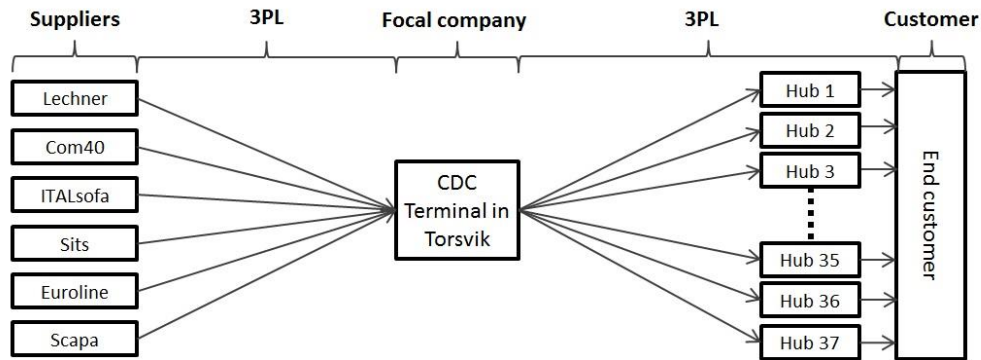 Suppliers
3PL
Focal company
3PL
Customer
Lechner
Com40
ITALsofa
Sits
Euroline
Scapa
CDC
Terminal in
Torsvik
Hub 1
Hub 2
Hub 3
Hub 35
Hub 36
Hub 37
End customer